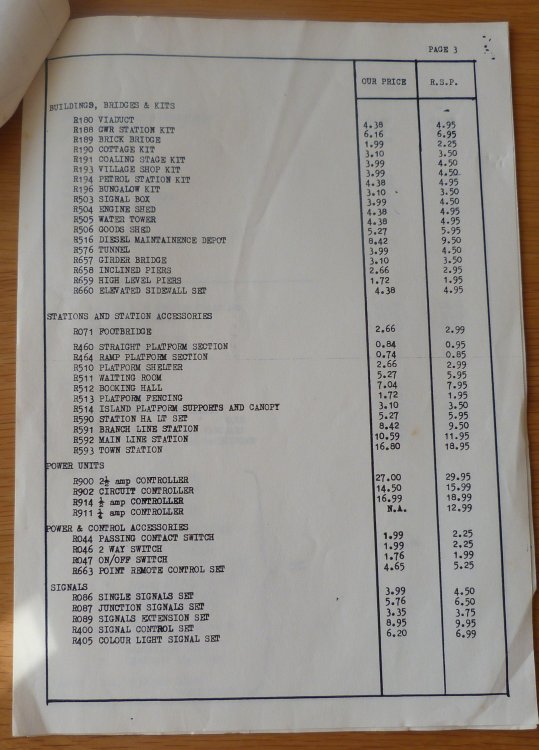 PAGE 3
OUR PRICE R.S.P.
BUILDINGS, BRIDGES & KITS
R180 VIADUCT 4.38 4.95
R188 GWR STATION KIT 6.16 6.95
R189 BRICK BRIDGE 1.99 2.25
R190 COTTAGE KIT 3.10 3.50
R191 COALING STAGE KIT 3.99 4.50
R193 VILLAGE SHOP KIT 3.99 4.50
R194 PETROL STATION KIT 4.38 4.95
R196 BUNGALOW KIT 3.10 3.50
R503 SIGNAL BOX 3.99 4.50
R504 ENGINE SHED 4.38 4.95
R505 WATER TOWER 4.38 4.95
R506 GOODS SHED 5.27 5.95
R516 DIESEL MAINTAINENCE DEPOT 8.42 9.50
R576 TUNNEL 3.99 4.50
R657 GIRDER BRIDGE 3.10 3.50
R658 INCLINED PIERS 2.66 2.95
R659 HIGH LEVEL PIERS 1.72 1.95
R660 ELEVATED SIDEWALL SET 4.38 4.95
STATIONS AND STATION ACCESSORIES
R071 FOOTBRIDGE 2.66 2.99
R460 STRAIGHT PLATFORM SECTION 0.84 0.95
R464 RAMP PLATFORM SECTION 0.74 0.85
R510 PLATFORM SHELTER 2.66 2.99
R511 WAITING ROOM 5.27 5.95
R512 BOOKING HALL 7.04 7.95
R513 PLATFORM FENCING 1.72 1.95
R514 ISLAND PLATFORM SUPPORTS AND CANOPY 3.10 3.50
R590 STATION HA LT SET 5.27 5.95
R591 BRANCH LINE STATION 8.42 9.50
R592 MAIN LINE STATION 10.59 11.95
R593 TOWN STATION 16.80 18.95
POWER UNITS
R900 2½ amp CONTROLLER 27.00 29.95
R902 CIRCUIT CONTROLLER 14.50 15.99
R914 ½ amp CONTROLLER 16.99 18.99
R911 ¼ amp CONTROLLER N.A. 12.99
POWER & CONTROL ACCESSORIES
R044 PASSING CONTACT SWITCH 1.99 2.25
R046 2 WAY SWITCH 1.99 2.25
R047 ON/OFF SWITCH 1.76 1.99
R663 POINT REMOTE CONTROL SET 4.65 5.25
SIGNALS
R086 SINGLE SIGNALS SET 3.99 4.50
R087 JUNCTION SIGNALS SET 5.76 6.50
R089 SIGNALS EXTENSION SET 3.35 3.75
R400 SIGNAL CONTROL SET 8.95 9.95
R405 COLOUR LIGHT SIGNAL SET 6.20 6.99